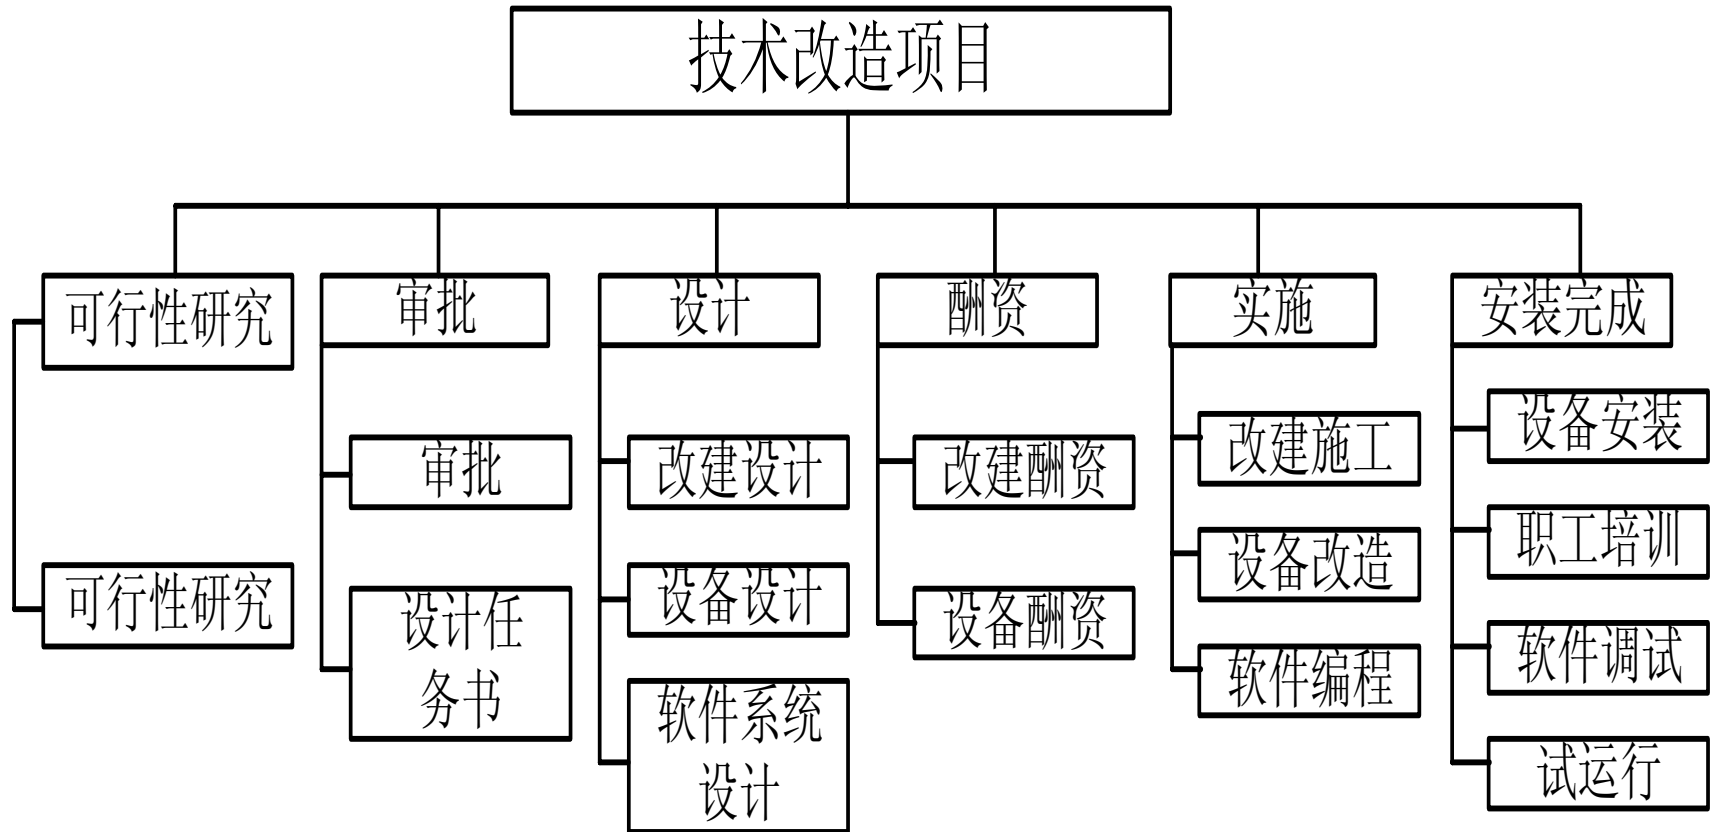 技术改造项目
可行性研究
审批
设计
酬资
实施
安装完成
可行性研究
审批
设计任
务书
改建设计
设备设计
软件系统
设计
改建酬资
设备酬资
改建施工
设备改造
软件编程
设备安装
职工培训
软件调试
试运行